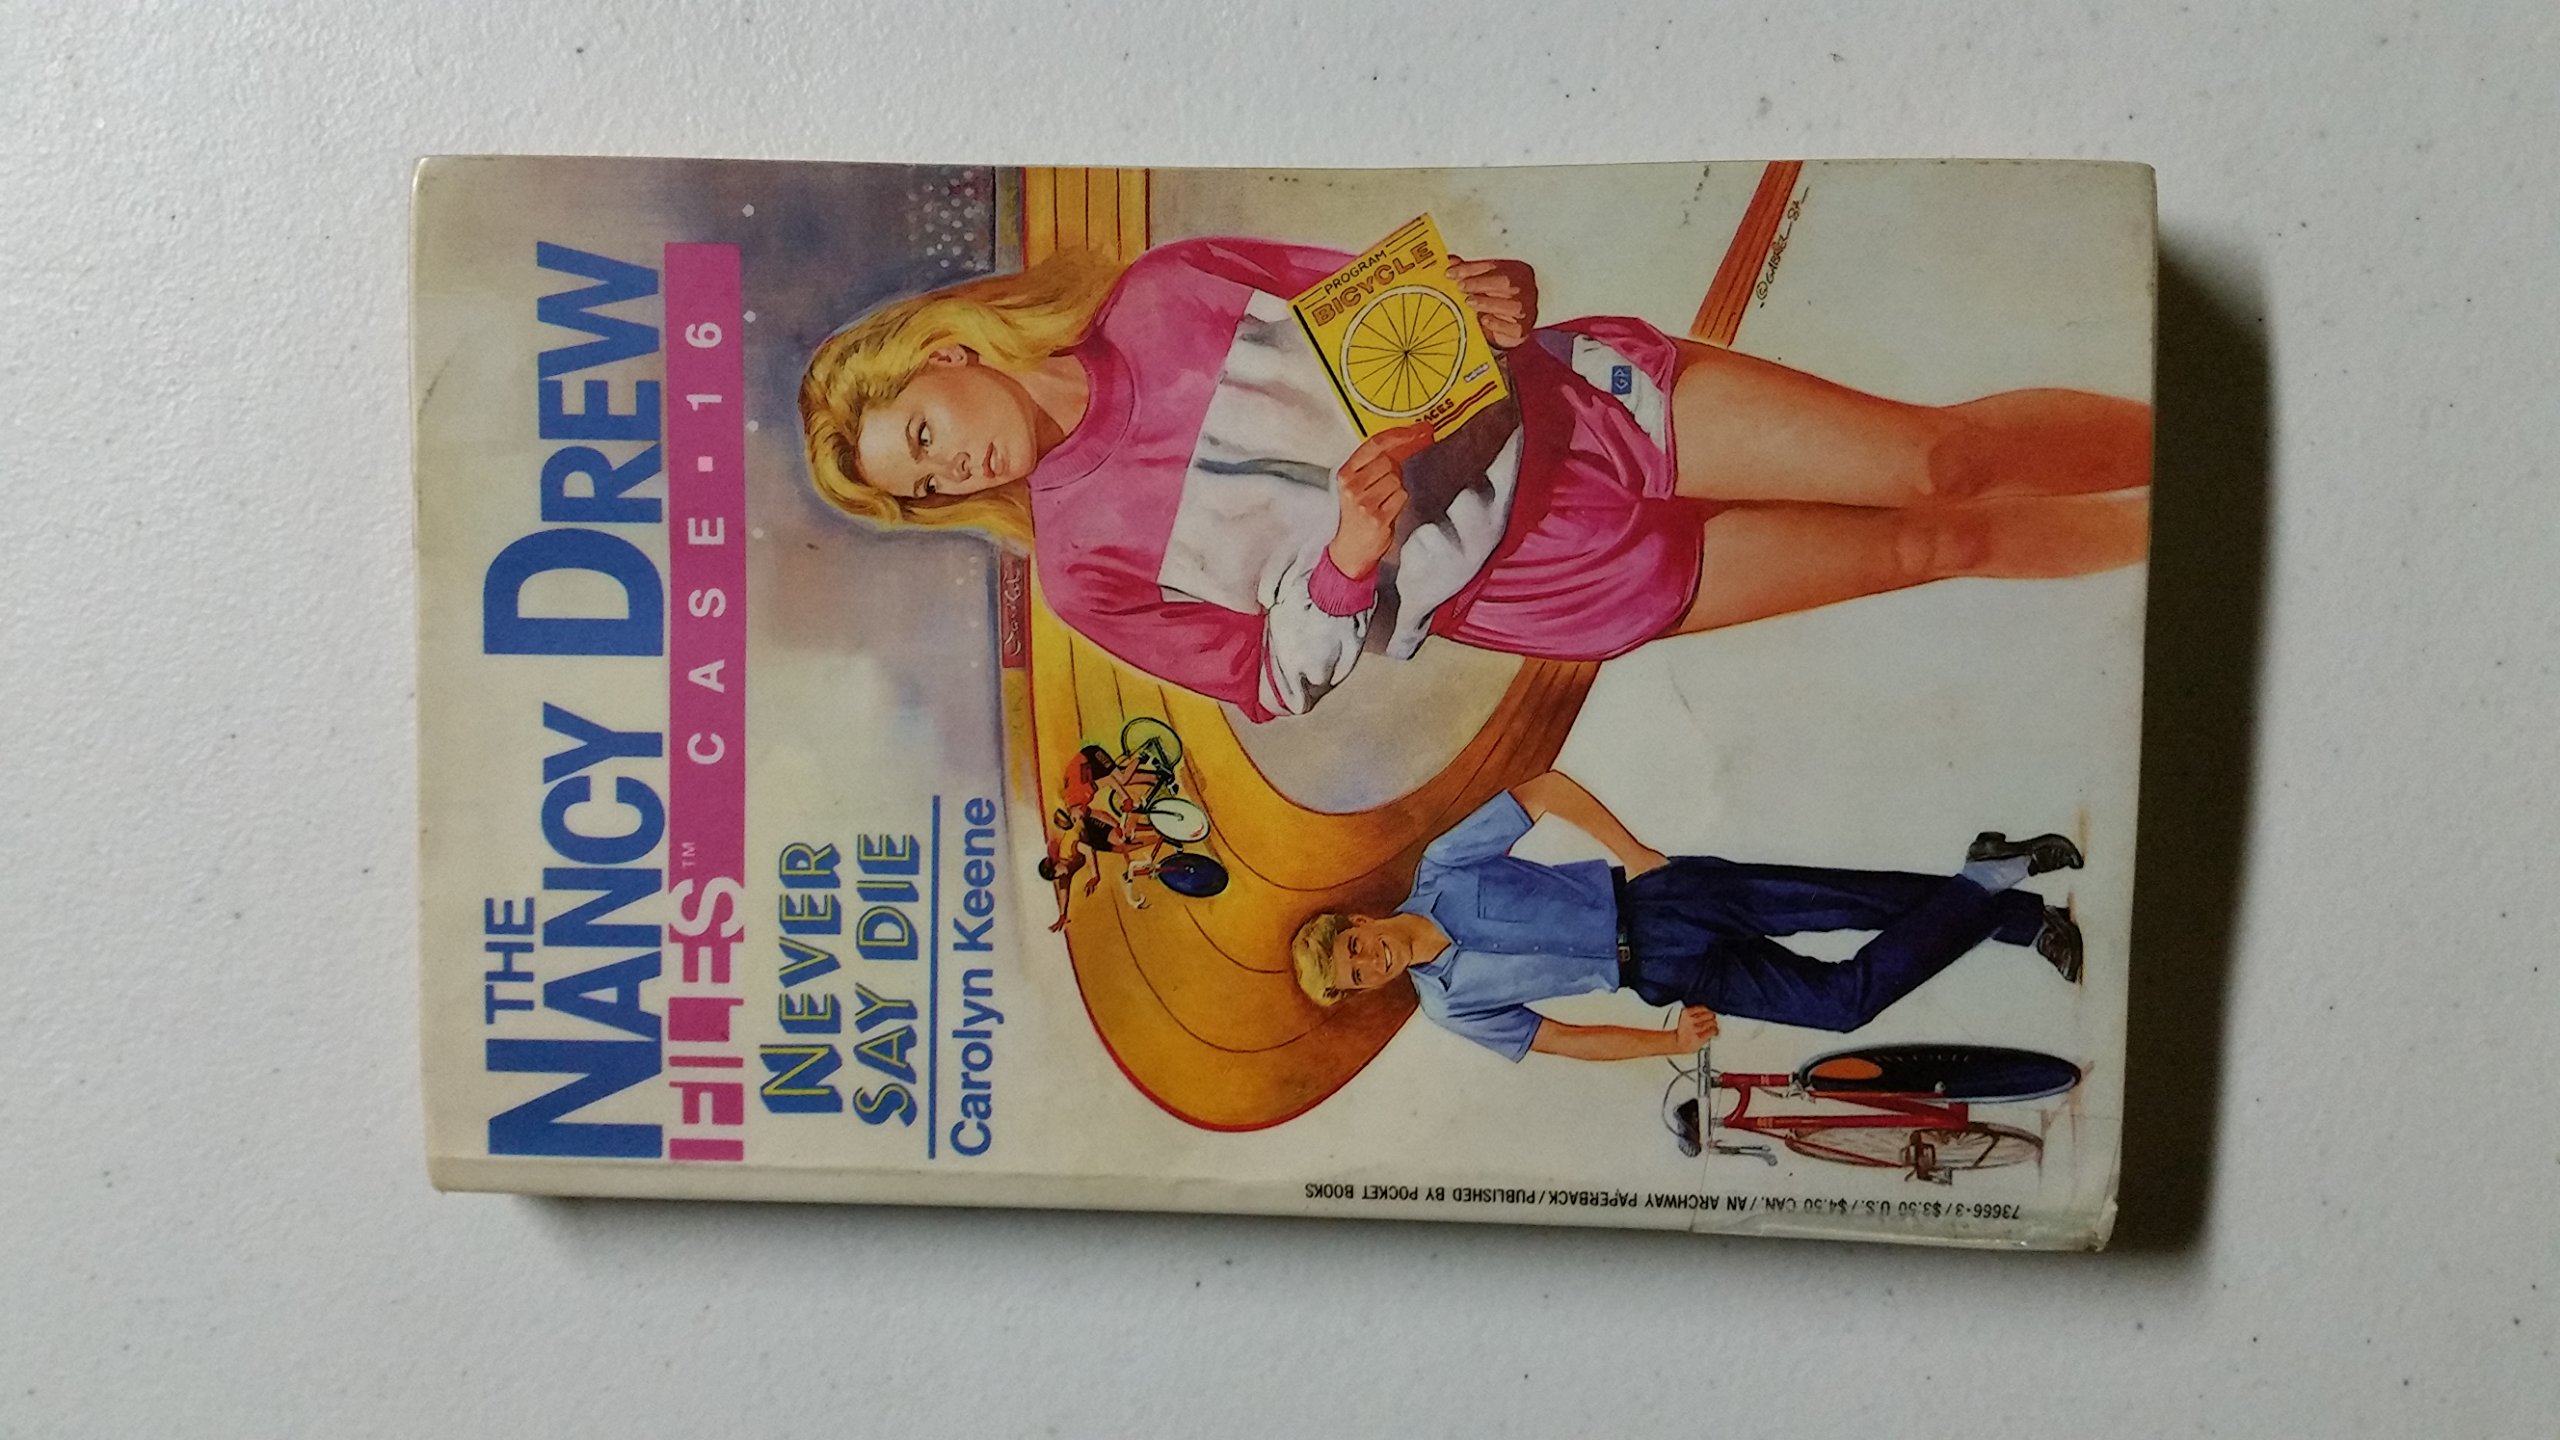 THE
NANCY DREW
FILES™ CASE · 16
NEVER
SAY DIE
Carolyn Keene
PROGRAM
BICYCLE
RACES
GP
73666-3/$3.50 U.S./$4.50 CAN./AN ARCHWAY PAPERBACK/PUBLISHED BY POCKET BOOKS